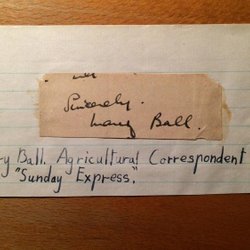 Sincerely.
Mary Ball.
ry Ball. Agricultural Correspondent
"Sunday Express".